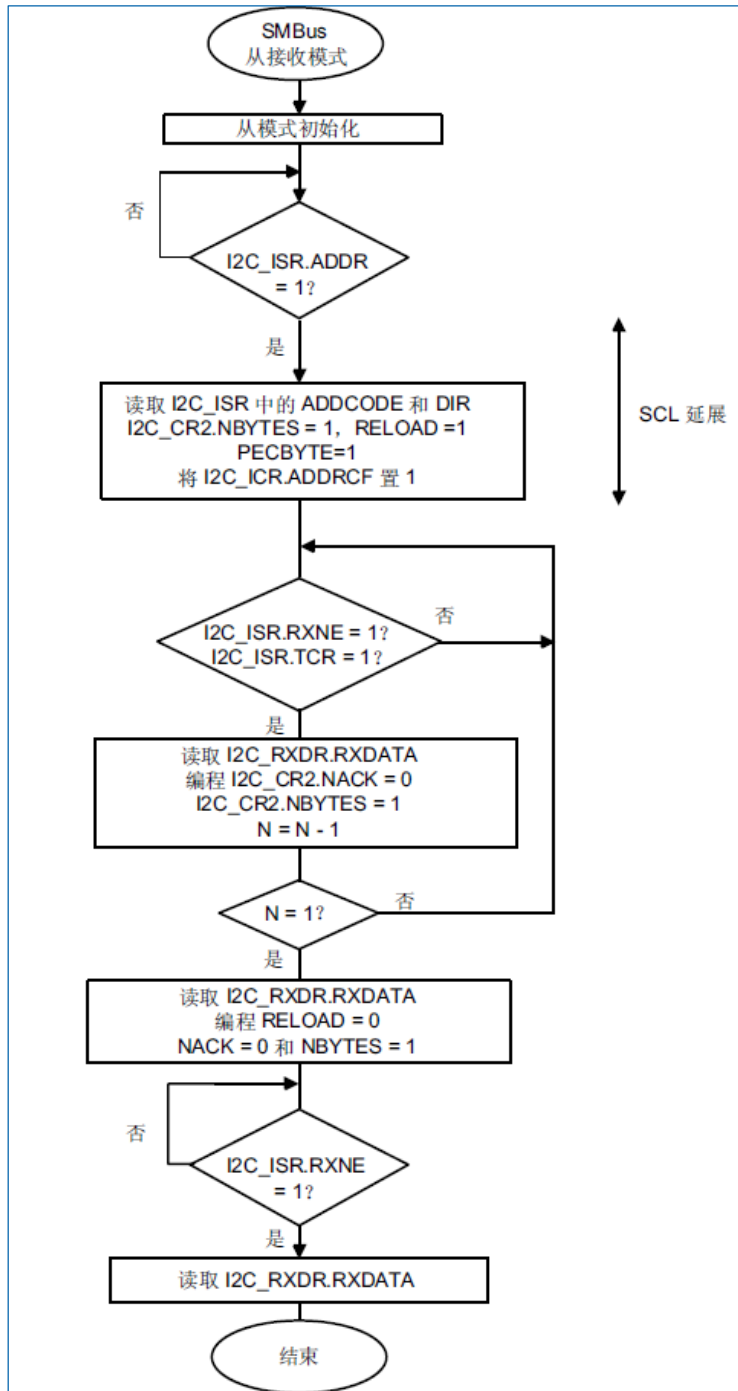 SMBus
从接收模式
从模式初始化
否
I2C_ISR.ADDR
= 1?
是
读取 I2C_ISR 中的 ADDCODE 和 DIR
I2C_CR2.NBYTES = 1，RELOAD =1
PECBYTE=1
将 I2C_ICR.ADDRCF 置 1
SCL 延展
I2C_ISR.RXNE = 1?
I2C_ISR.TCR = 1?
否
是
读取 I2C_RXDR.RXDATA
编程 I2C_CR2.NACK = 0
I2C_CR2.NBYTES = 1
N = N - 1
N = 1?
否
是
读取 I2C_RXDR.RXDATA
编程 RELOAD = 0
NACK = 0 和 NBYTES = 1
否
I2C_ISR.RXNE
= 1?
是
读取 I2C_RXDR.RXDATA
结束